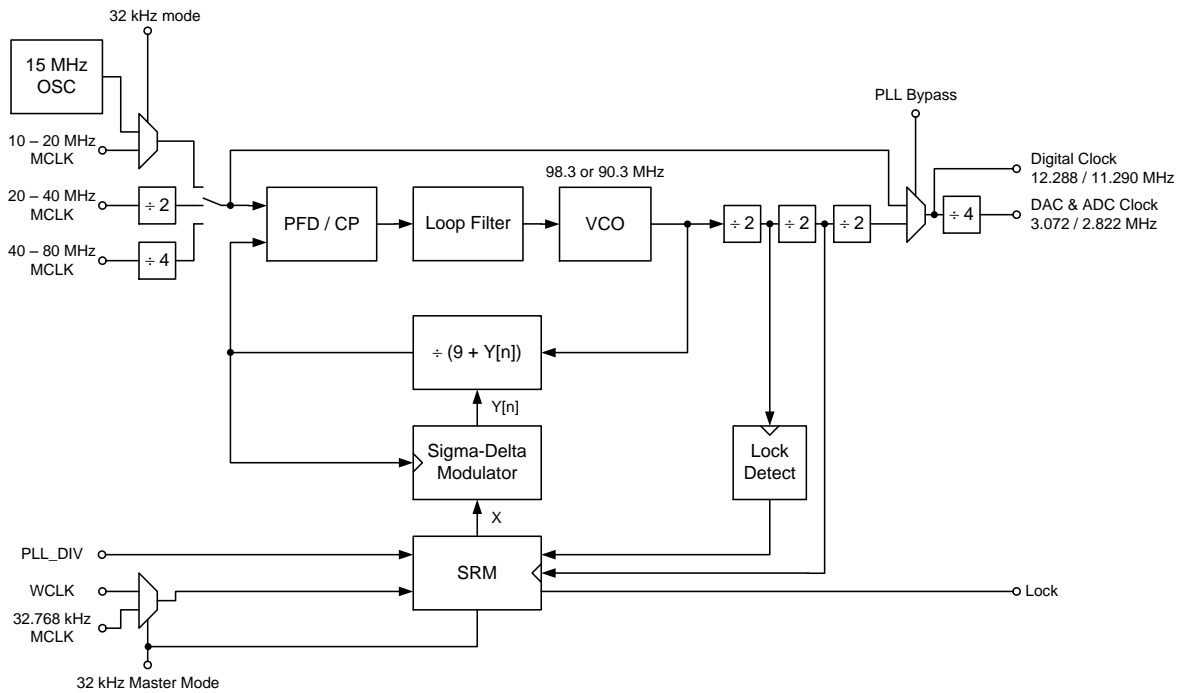 32 kHz mode
15 MHz
OSC
PLL Bypass
10 – 20 MHz
MCLK
98.3 or 90.3 MHz
Digital Clock
12.288 / 11.290 MHz
20 – 40 MHz
MCLK
÷ 2
PFD / CP
Loop Filter
VCO
÷ 2
÷ 2
÷ 2
÷ 4
DAC & ADC Clock
3.072 / 2.822 MHz
40 – 80 MHz
MCLK
÷ 4
÷ (9 + Y[n])
Y[n]
Sigma-Delta
Modulator
Lock
Detect
X
PLL_DIV
SRM
WCLK
Lock
32.768 kHz
MCLK
32 kHz Master Mode